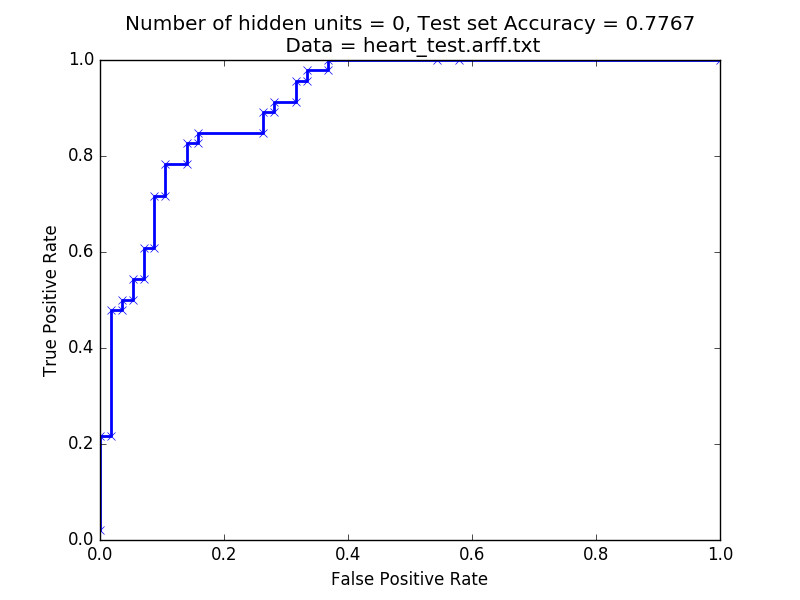 Number of hidden units = 0, Test set Accuracy = 0.7767
Data = heart_test.arff.txt
1.0
0.8
0.6
0.4
0.2
0.0
True Positive Rate
0.0 0.2 0.4 0.6 0.8 1.0
False Positive Rate